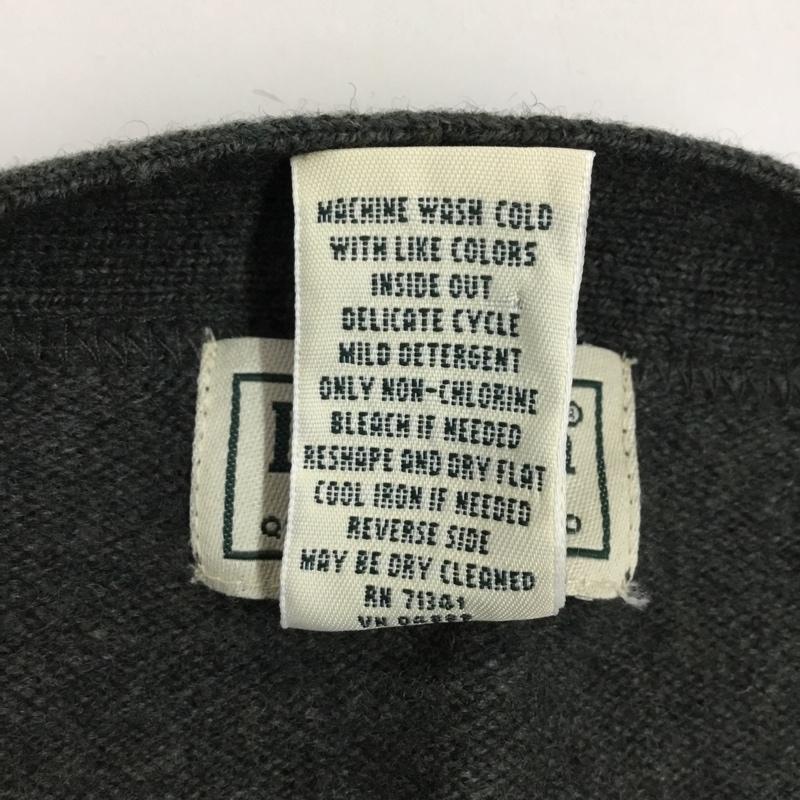 MACHINE WASH COLD
WITH LIKE COLORS
INSIDE OUT
DELICATE CYCLE
MILD DETERGENT
ONLY NON-CHLORINE
BLEACH IF NEEDED
RESHAPE AND DRY FLAT
COOL IRON IF NEEDED
REVERSE SIDE
MAY BE DRY CLEANED
RN 71341
®